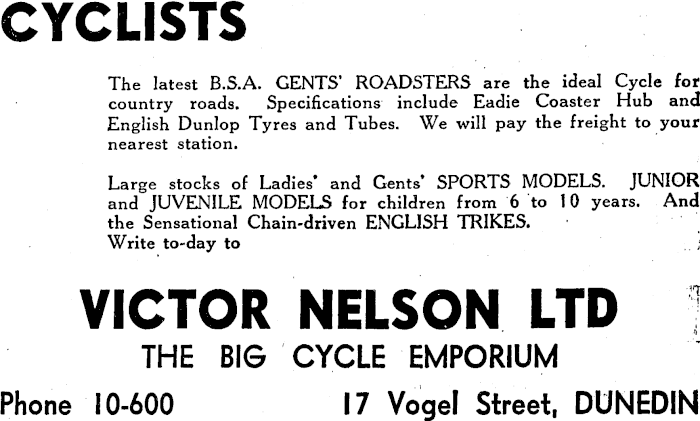 CYCLISTS
The latest B.S.A. GENTS' ROADSTERS are the ideal Cycle for
country roads. Specifications include Eadie Coaster Hub and
English Dunlop Tyres and Tubes. We will pay the freight to your
nearest station.
Large stocks of Ladies' and Gents' SPORTS MODELS. JUNIOR
and JUVENILE MODELS for children from 6 to 10 years. And
the Sensational Chain-driven ENGLISH TRIKES.
Write to-day to
VICTOR NELSON LTD
THE BIG CYCLE EMPORIUM
Phone 10-600 17 Vogel Street, DUNEDIN